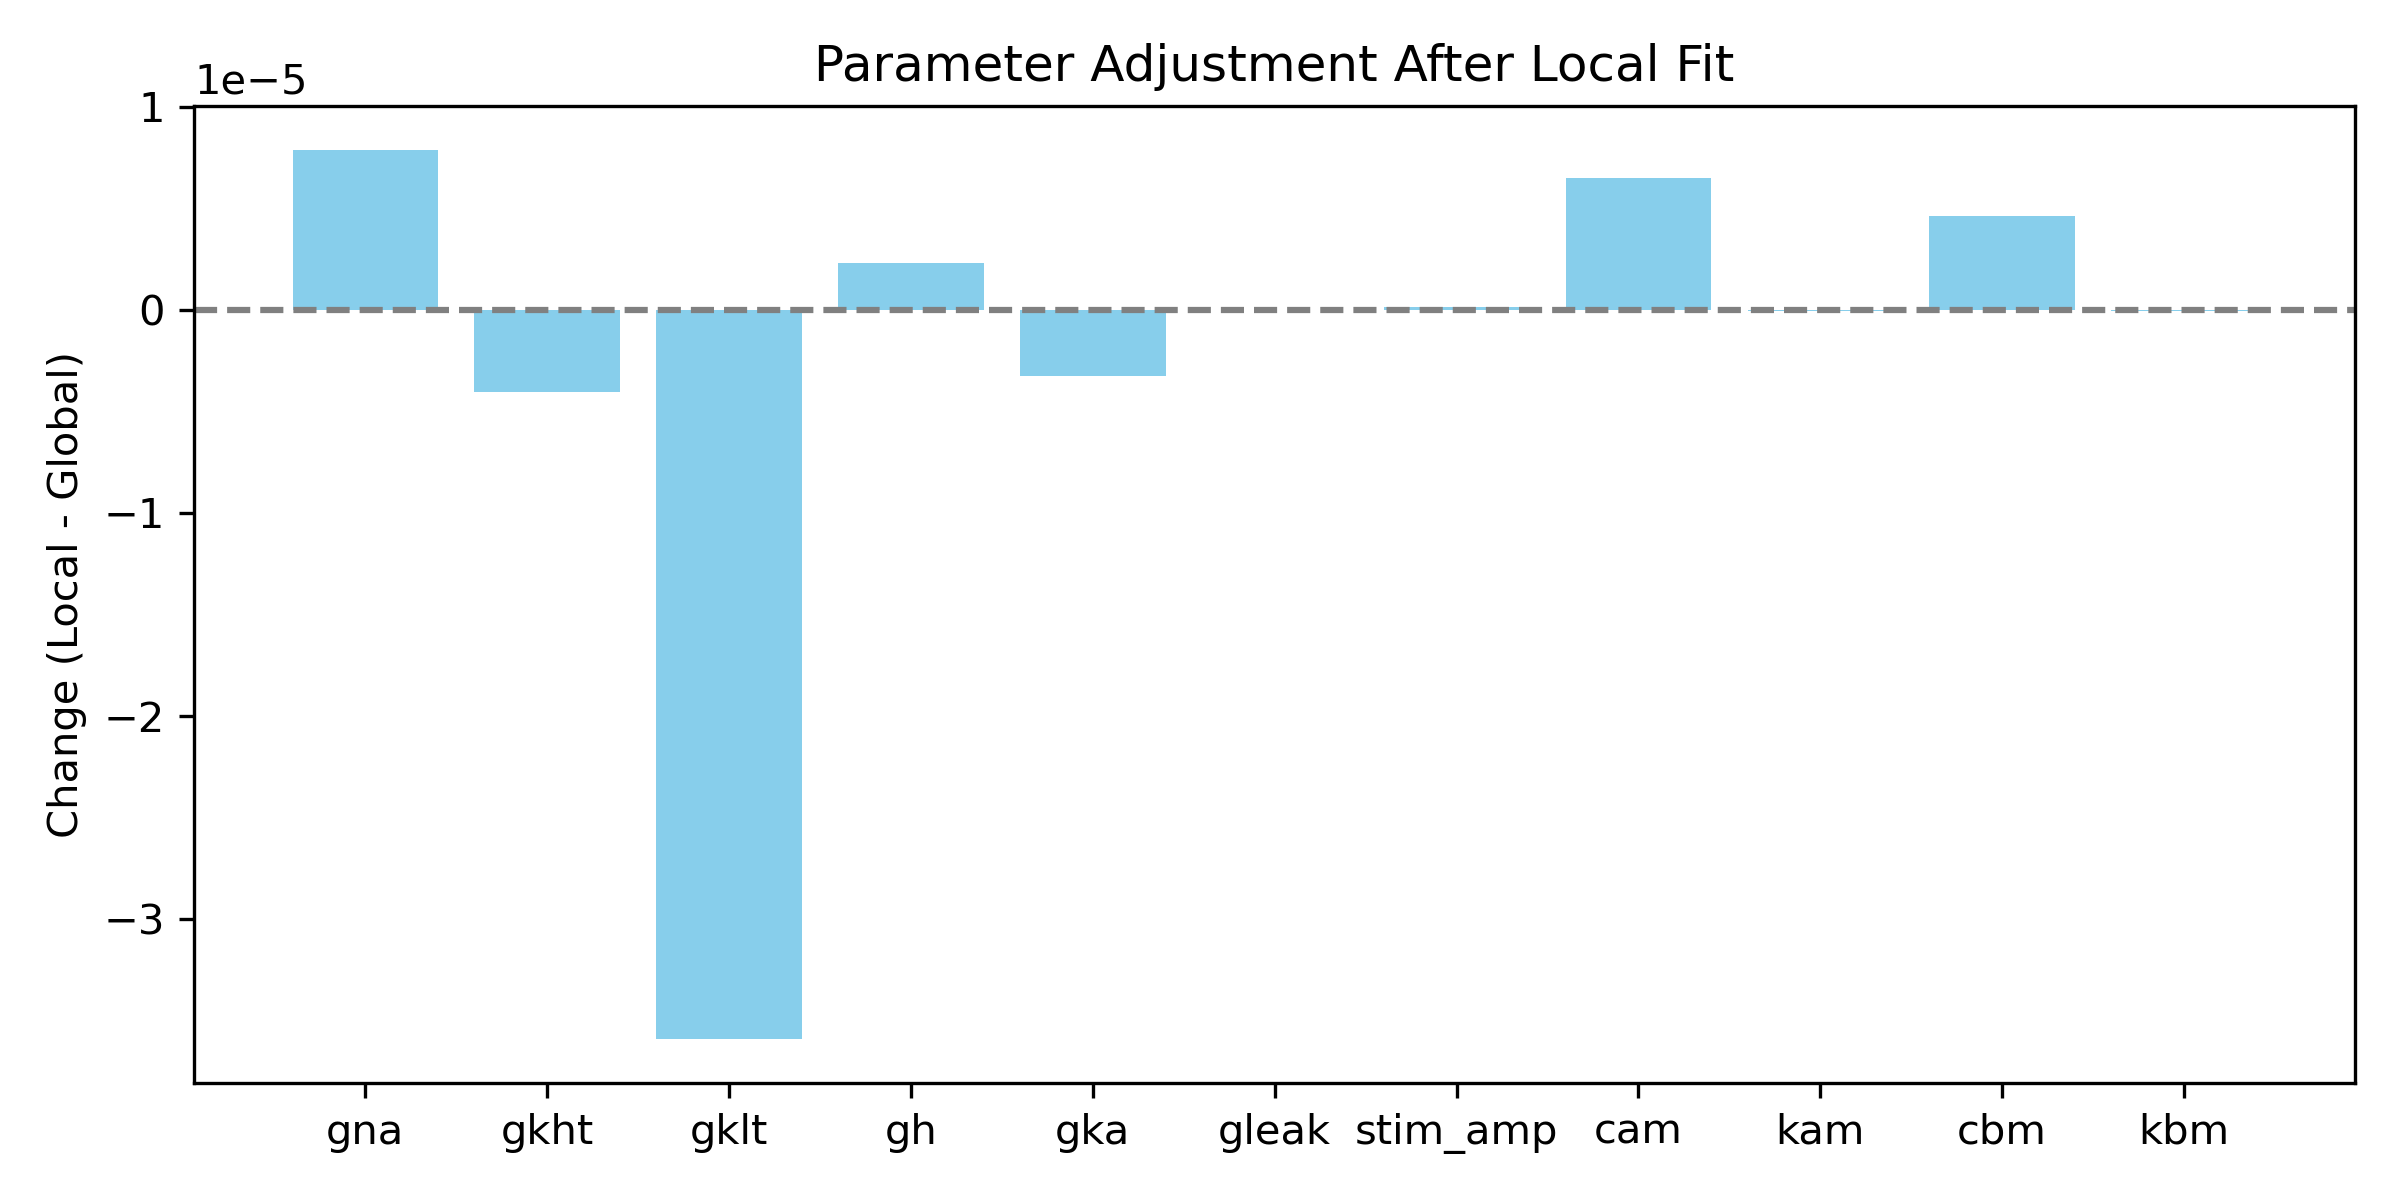 Parameter Adjustment After Local Fit
1e−5
1
0
−1
−2
−3
Change (Local - Global)
gna gkht gklt gh gka gleak stim_amp cam kam cbm kbm